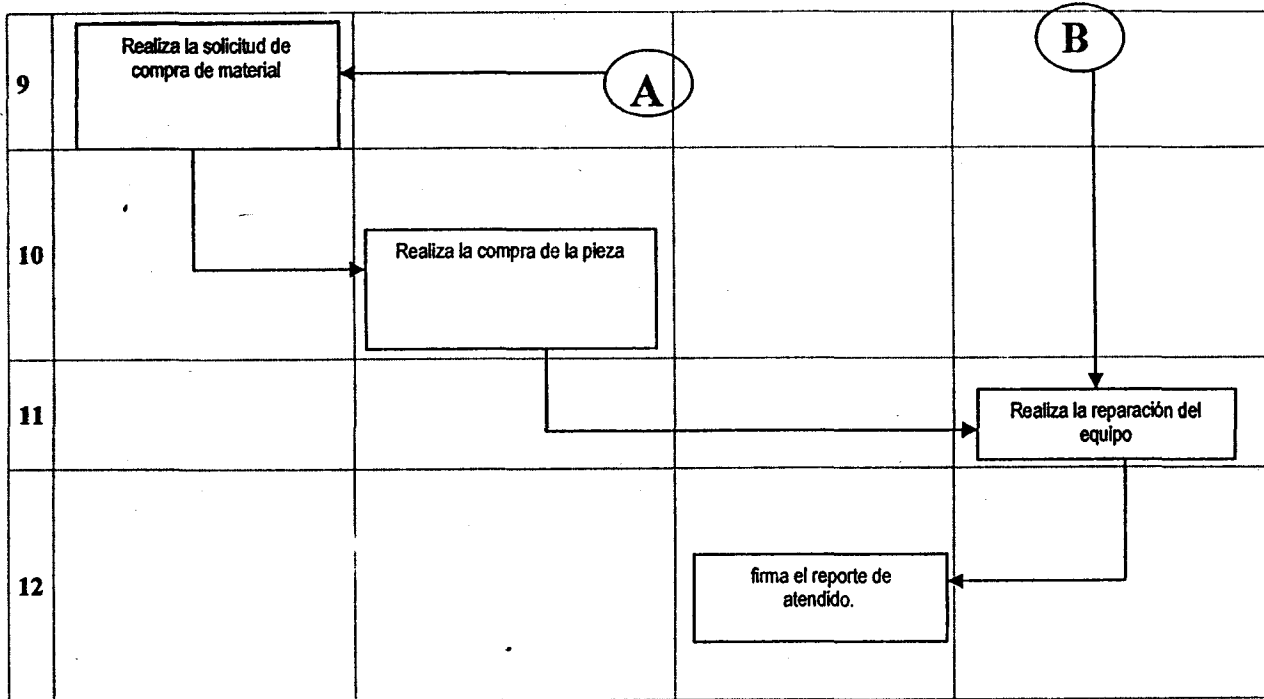 9
Realiza la solicitud de
compra de material
A
B
10
Realiza la compra de la pieza
11
Realiza la reparación del
equipo
12
firma el reporte de
atendido.